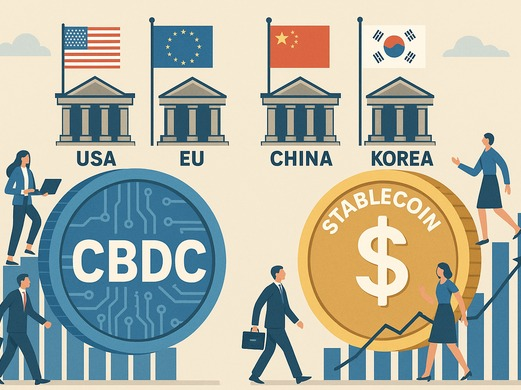 USA
EU
CHINA
KOREA
CBDC
STABLECOIN
$